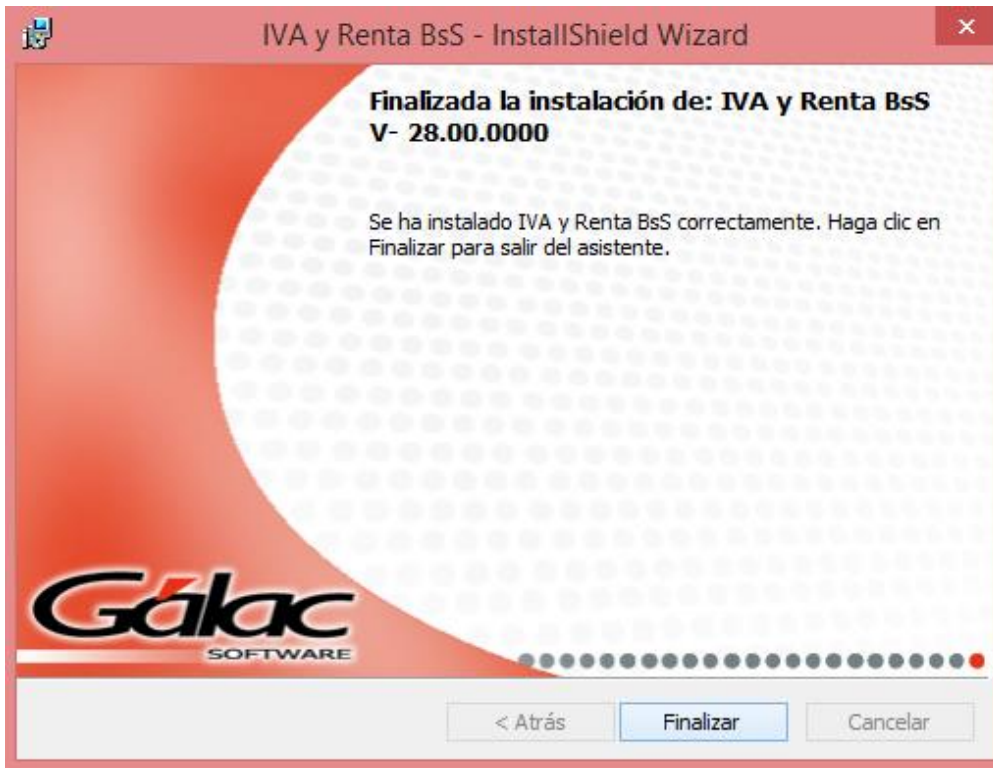 IVA y Renta BsS - InstallShield Wizard
Finalizada la instalación de: IVA y Renta BsS
V- 28.00.0000
Se ha instalado IVA y Renta BsS correctamente. Haga clic en
Finalizar para salir del asistente.
Gálac
SOFTWARE
< Atrás
Finalizar
Cancelar